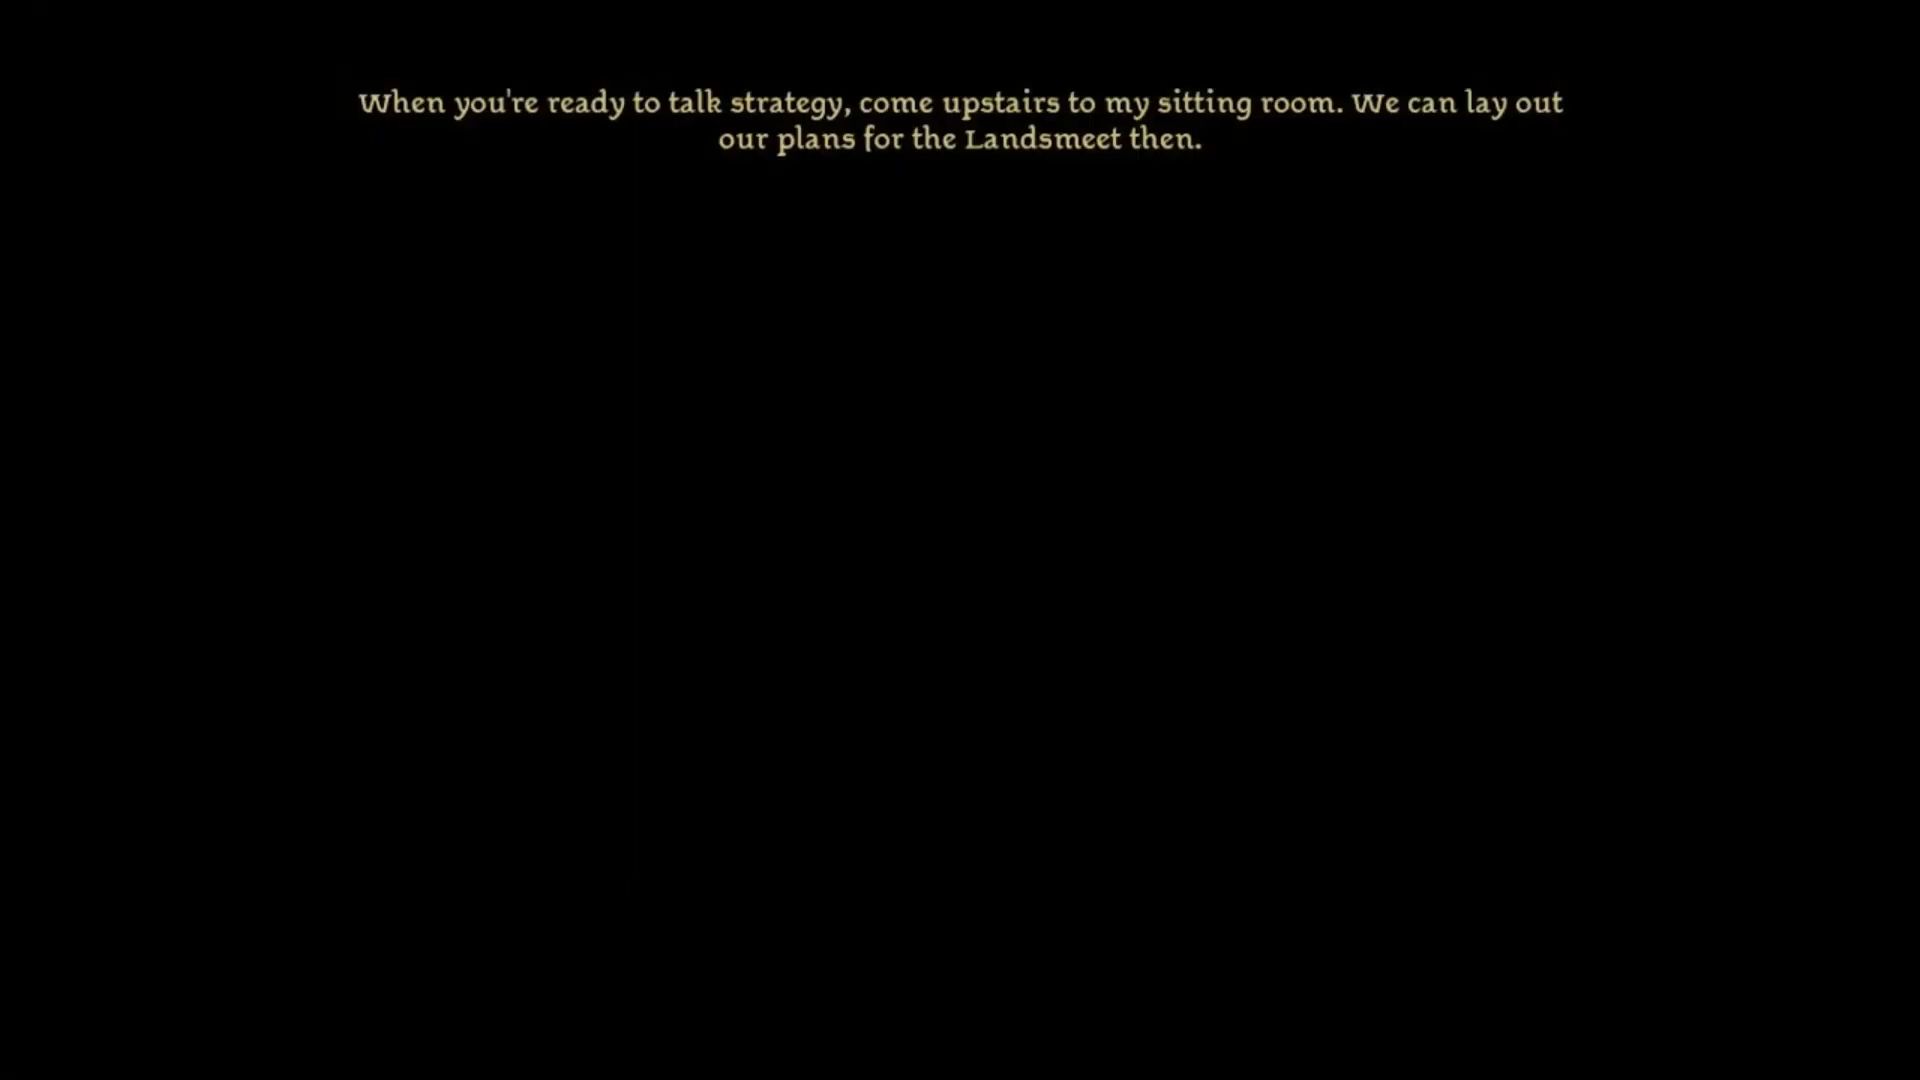 When you're ready to talk strategy, come upstairs to my sitting room. We can lay out
our plans for the Landsmeet then.